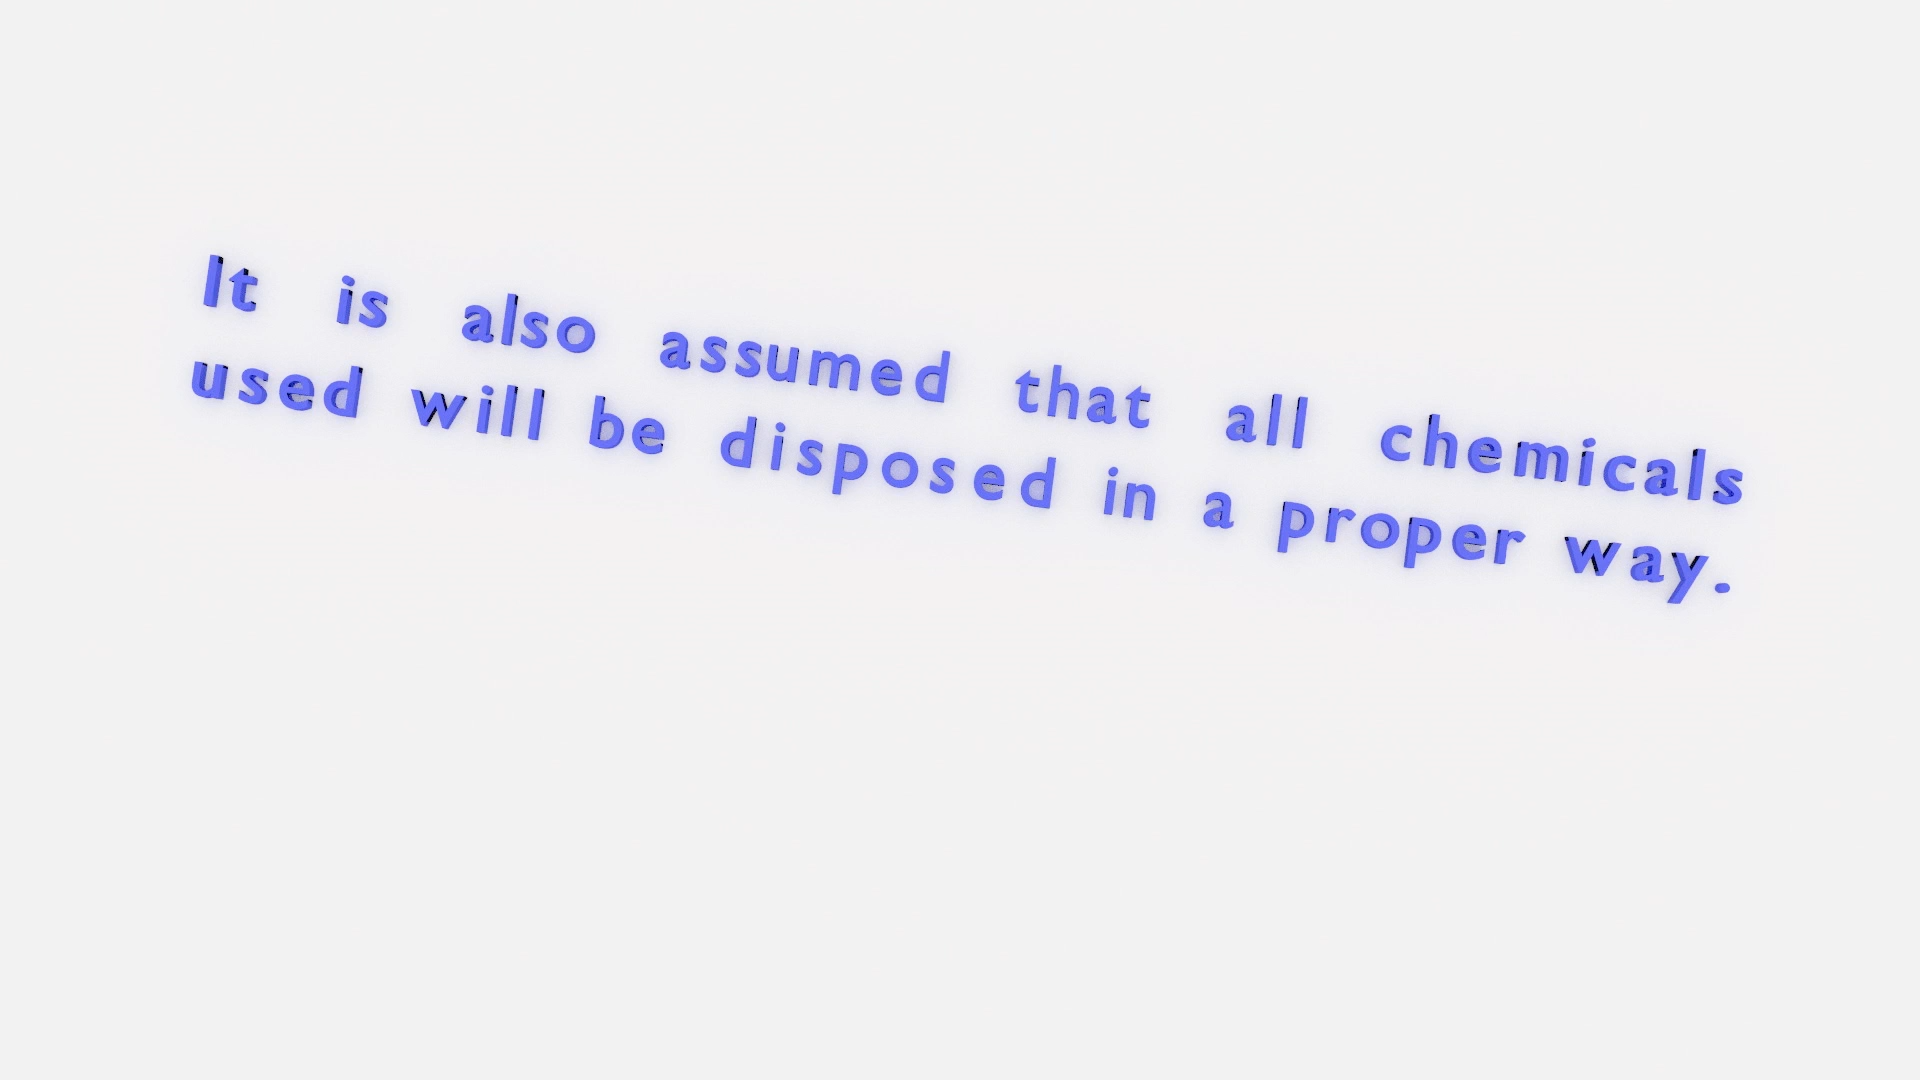 It is also assumed that all chemicals
used will be disposed in a proper way.